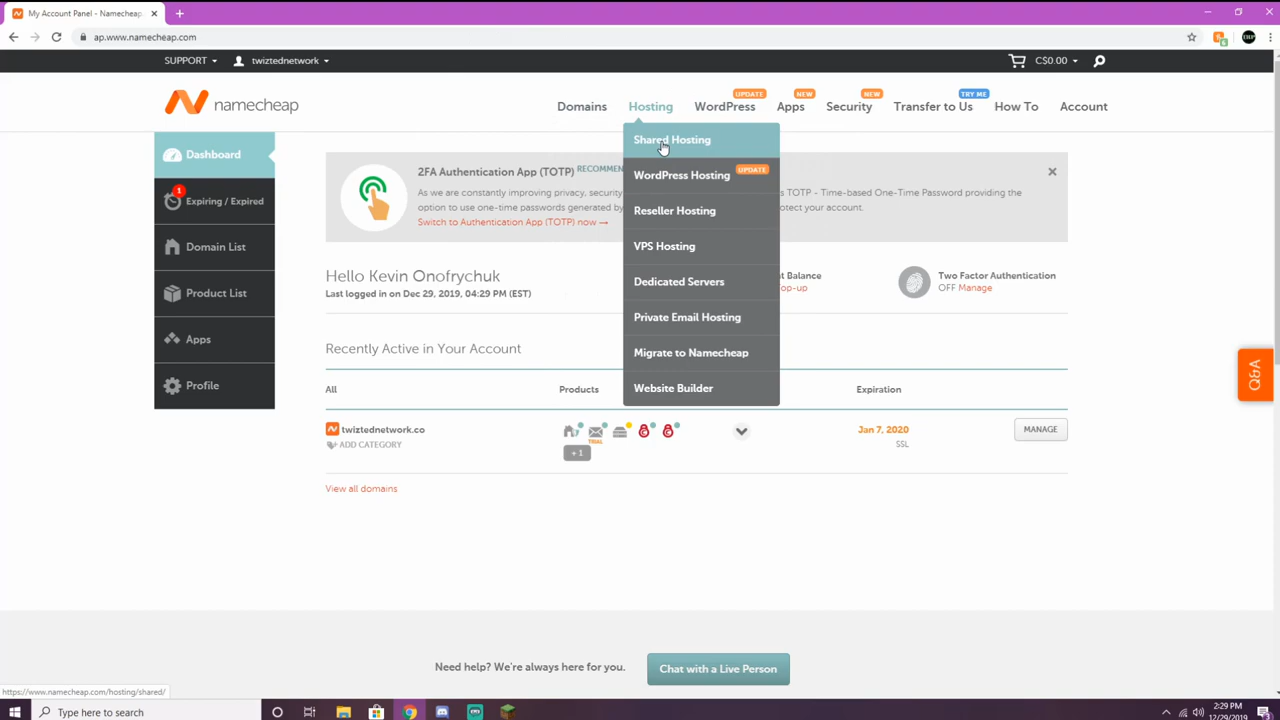 My Account Panel - Namecheap.
ap.www.namecheap.com
SUPPORT
twiztednetwork
C$0.00
namecheap
UPDATE
NEW
NEW
TRY ME
Domains
Hosting
WordPress
Apps
Security
Transfer to Us
How To
Account
Shared Hosting
WordPress Hosting
UPDATE
Reseller Hosting
VPS Hosting
Dedicated Servers
Private Email Hosting
Migrate to Namecheap
Website Builder
Dashboard
1
Expiring / Expired
Domain List
Product List
Apps
Profile
2FA Authentication App (TOTP) RECOMMEN
As we are constantly improving privacy, security
s TOTP - Time-based One-Time Password providing the
option to use one-time passwords generated by
otect your account.
Switch to Authentication App (TOTP) now →
Hello Kevin Onofrychuk
Last logged in on Dec 29, 2019, 04:29 PM (EST)
t Balance
op-up
Two Factor Authentication
OFF Manage
Recently Active in Your Account
All
Products
Expiration
twiztednetwork.co
ADD CATEGORY
TRIAL
+ 1
Jan 7, 2020
SSL
MANAGE
View all domains
Q&A
Need help? We're always here for you.
Chat with a Live Person
https://www.namecheap.com/hosting/shared/
Type here to search
2:29 PM
12/29/2019